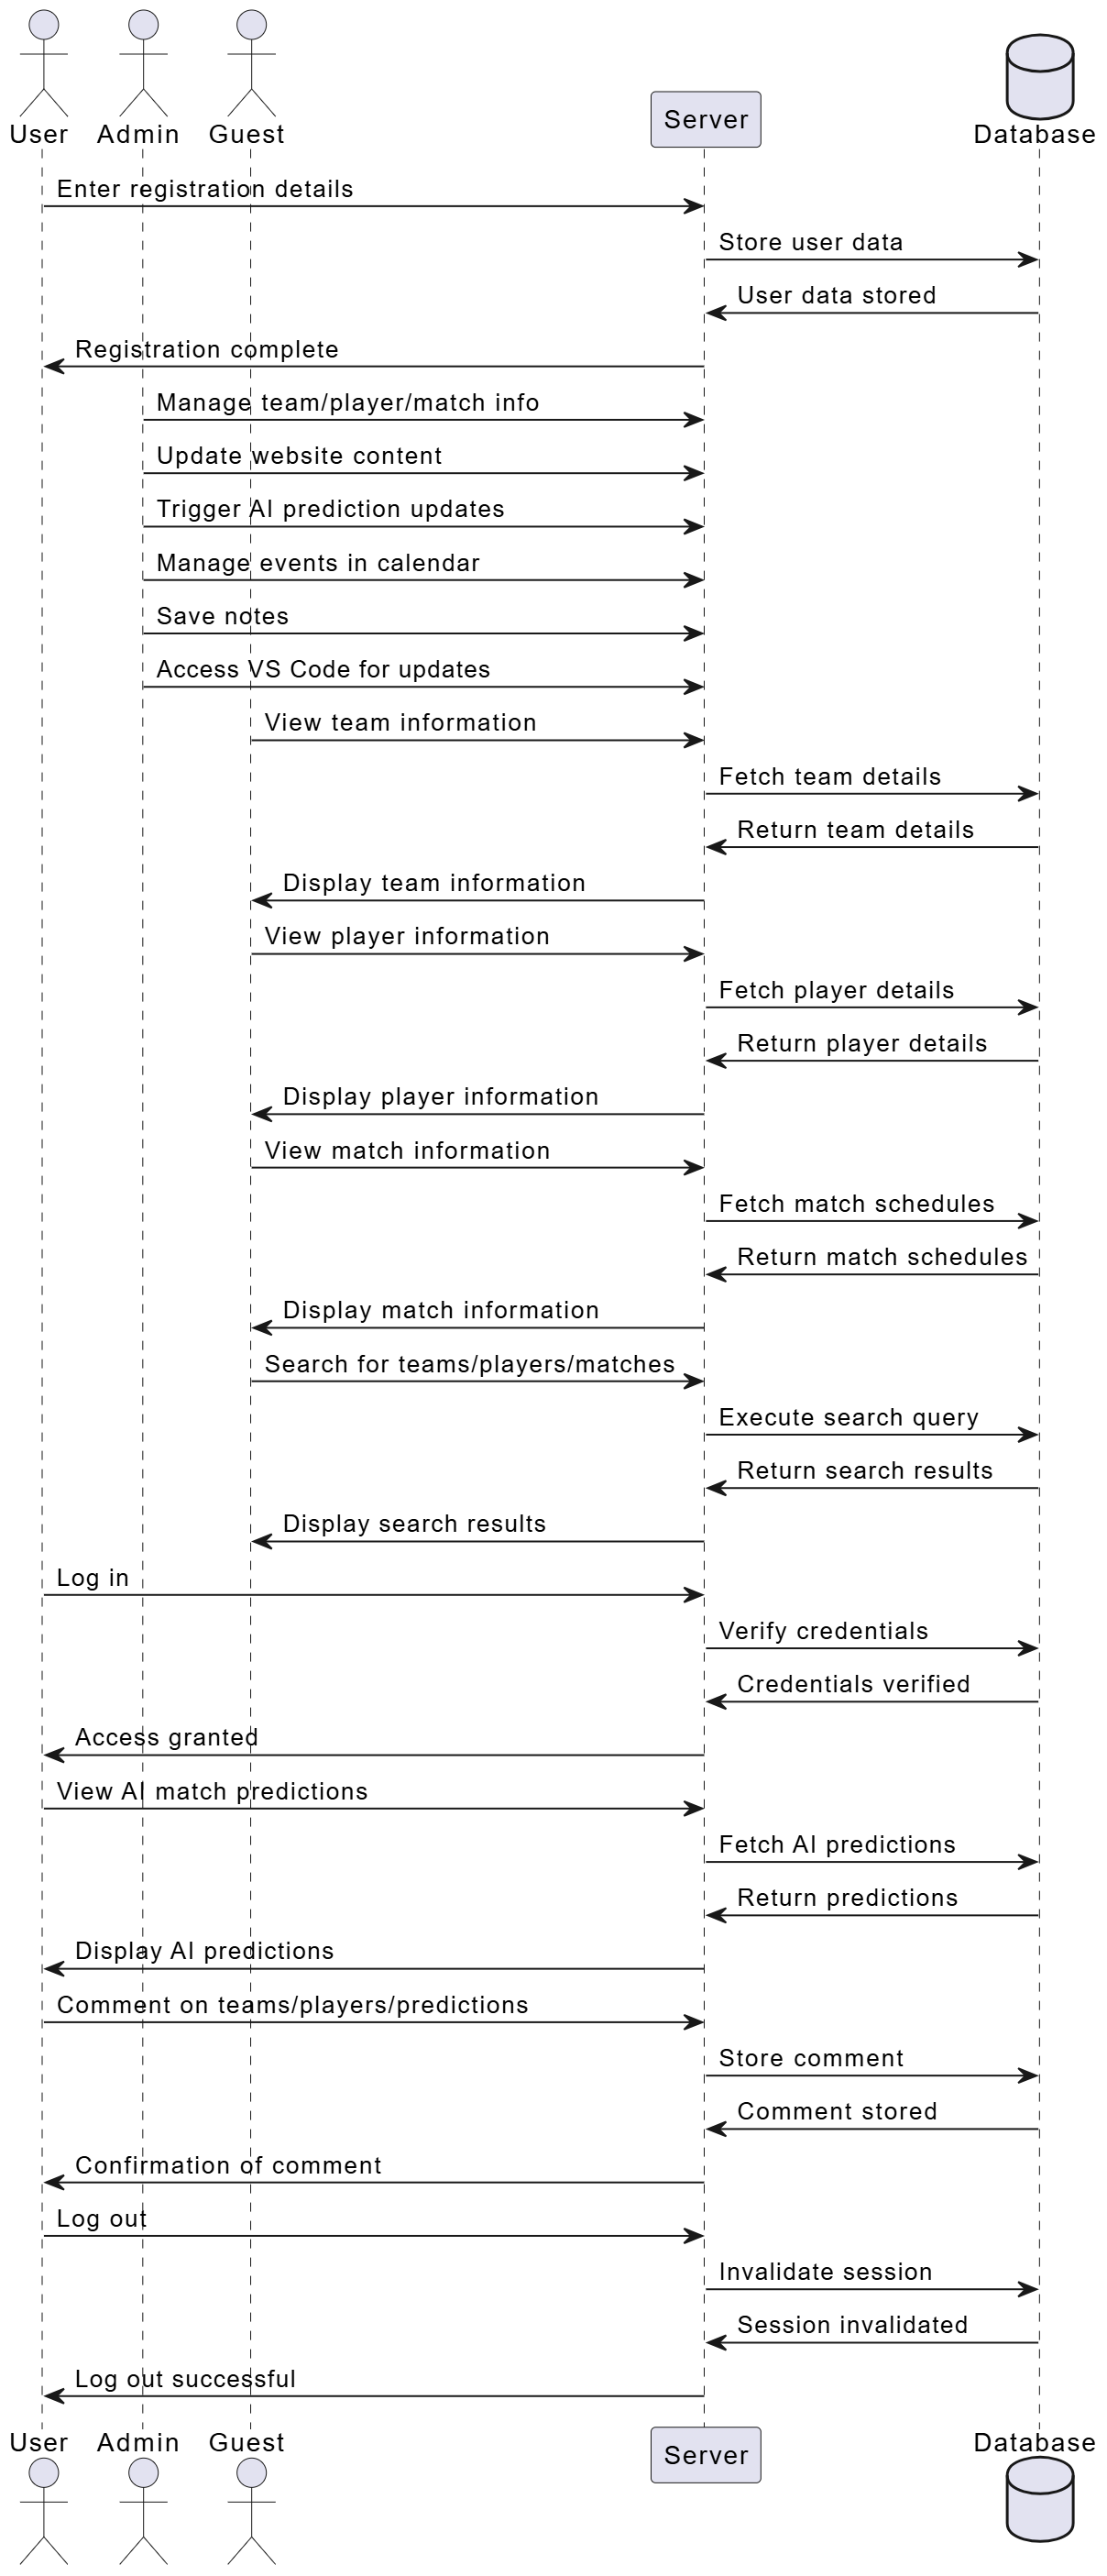 User
Admin
Guest
Server
Database
Enter registration details
Store user data
User data stored
Registration complete
Manage team/player/match info
Update website content
Trigger AI prediction updates
Manage events in calendar
Save notes
Access VS Code for updates
View team information
Fetch team details
Return team details
Display team information
View player information
Fetch player details
Return player details
Display player information
View match information
Fetch match schedules
Return match schedules
Display match information
Search for teams/players/matches
Execute search query
Return search results
Display search results
Log in
Verify credentials
Credentials verified
Access granted
View AI match predictions
Fetch AI predictions
Return predictions
Display AI predictions
Comment on teams/players/predictions
Store comment
Comment stored
Confirmation of comment
Log out
Invalidate session
Session invalidated
Log out successful
User
Admin
Guest
Server
Database